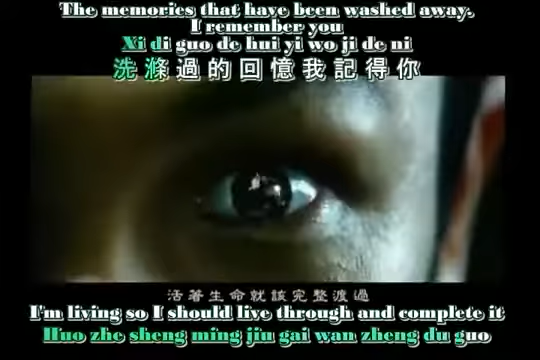 The memories that have been washed away.
I remember you
Xi di guo de hui yi wo ji de ni
洗滌過的回憶我記得你
活著生命就該完整渡過
I'm living so I should live through and complete it
Huo zhe sheng ming jiu gai wan zheng du guo